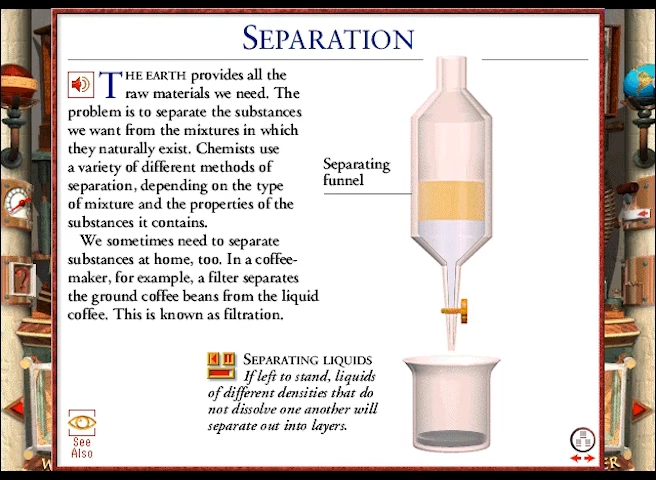 SEPARATION
THE EARTH provides all the
raw materials we need. The
problem is to separate the substances
we want from the mixtures in which
they naturally exist. Chemists use
a variety of different methods of
separation, depending on the type
of mixture and the properties of the
substances it contains.
We sometimes need to separate
substances at home, too. In a coffee-
maker, for example, a filter separates
the ground coffee beans from the liquid
coffee. This is known as filtration.
Separating
funnel
SEPARATING LIQUIDS
If left to stand, liquids
of different densities that do
not dissolve one another will
separate out into layers.
See
Also